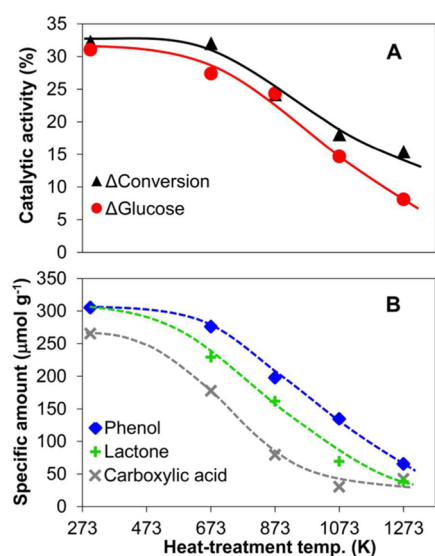 A
Catalytic activity (%)
35
30
25
20
15
10
5
0
▲ΔConversion
●ΔGlucose
B
Specific amount (μmol g⁻¹)
350
300
250
200
150
100
50
0
Phenol
Lactone
Carboxylic acid
273 473 673 873 1073 1273
Heat-treatment temp. (K)